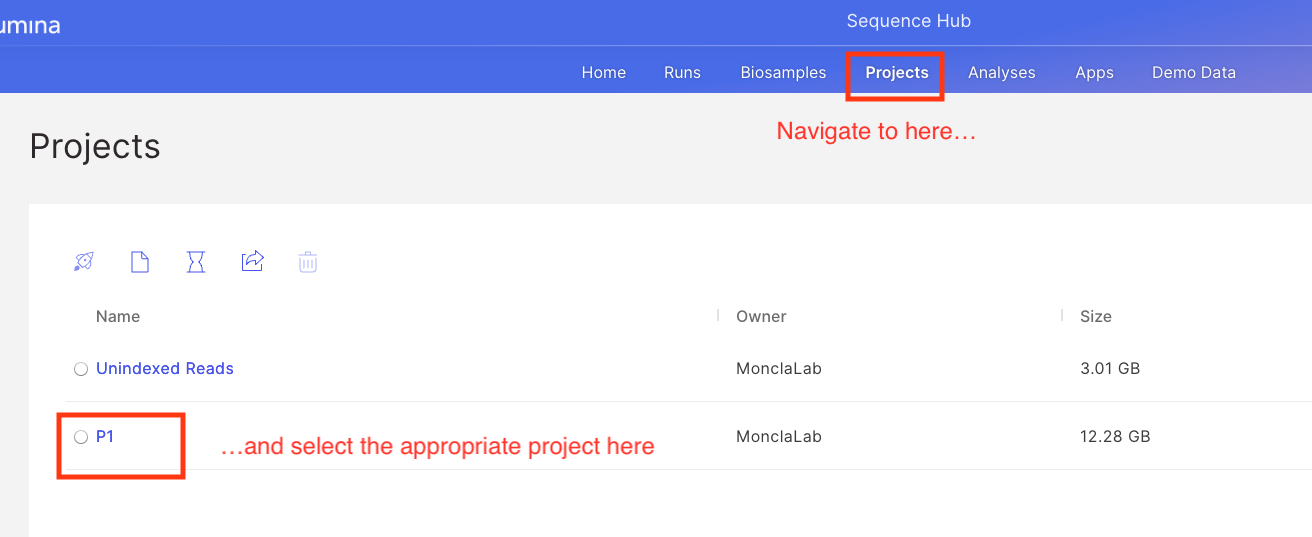 umina
Sequence Hub
Home Runs Biosamples Projects Analyses Apps Demo Data
Navigate to here…
Projects
Name Owner Size
Unindexed Reads MonclaLab 3.01 GB
P1 …and select the appropriate project here MonclaLab 12.28 GB